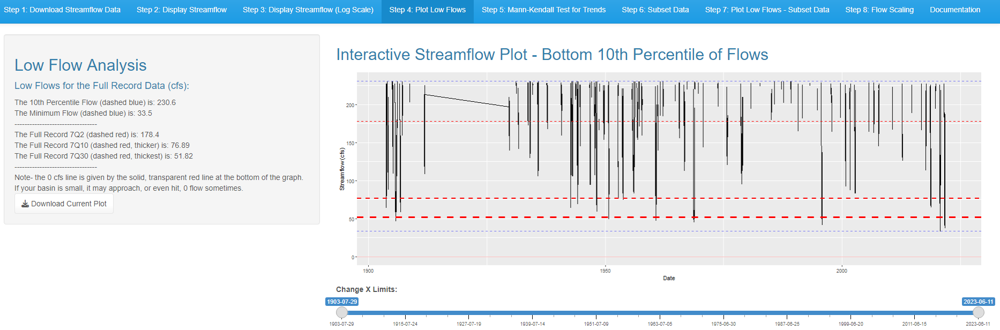 Step 1: Download Streamflow Data
Step 2: Display Streamflow
Step 3: Display Streamflow (Log Scale)
Step 4: Plot Low Flows
Step 5: Mann-Kendall Test for Trends
Step 6: Subset Data
Step 7: Plot Low Flows - Subset Data
Step 8: Flow Scaling
Documentation
Low Flow Analysis
Low Flows for the Full Record Data (cfs):
The 10th Percentile Flow (dashed blue) is: 230.6
The Minimum Flow (dashed blue) is: 33.5
----------------------------------
The Full Record 7Q2 (dashed red) is: 178.4
The Full Record 7Q10 (dashed red, thicker) is: 76.89
The Full Record 7Q30 (dashed red, thickest) is: 51.82
----------------------------------
Note- the 0 cfs line is given by the solid, transparent red line at the bottom of the graph.
If your basin is small, it may approach, or even hit, 0 flow sometimes.
Download Current Plot
Interactive Streamflow Plot - Bottom 10th Percentile of Flows
Streamflow (cfs)
200
150
100
50
0
1900
1950
2000
Date
Change X Limits:
1903-07-29
2023-06-11
1903-07-29
1915-07-24
1927-07-19
1939-07-14
1951-07-09
1963-07-05
1975-06-30
1987-06-25
1999-06-20
2011-06-15
2023-06-11